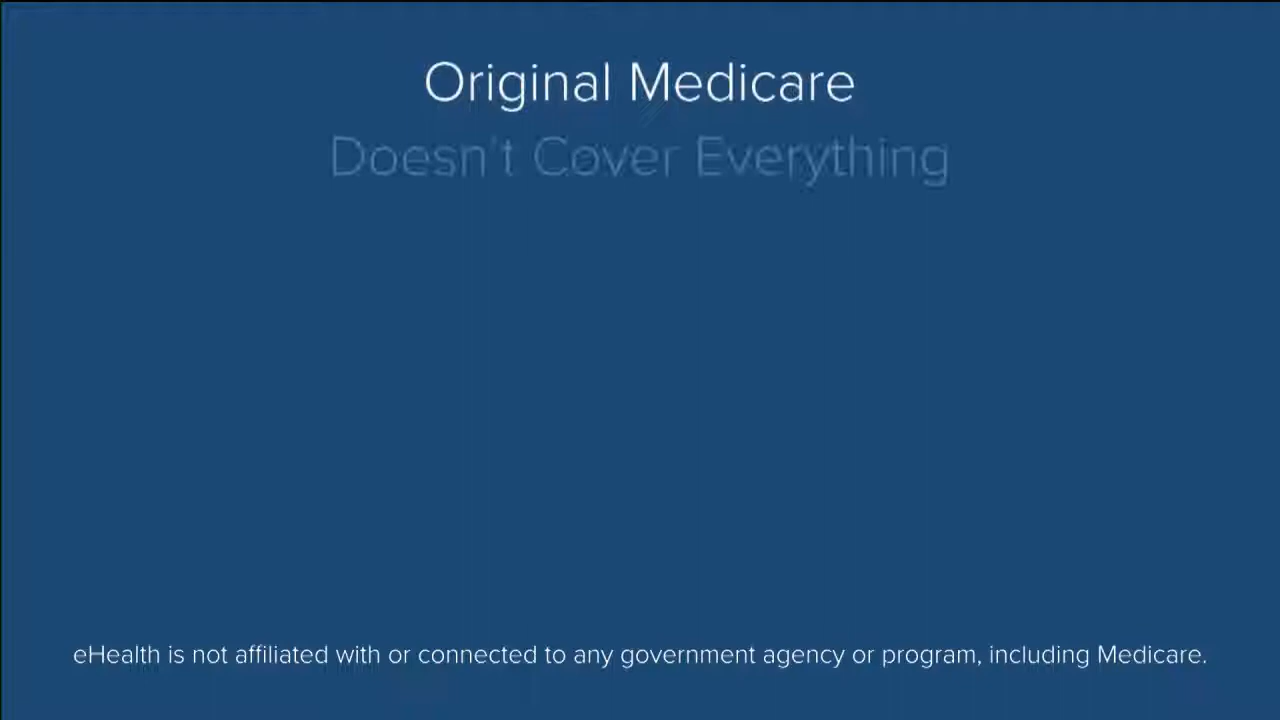 Original Medicare
Doesn't Cover Everything
eHealth is not affiliated with or connected to any government agency or program, including Medicare.